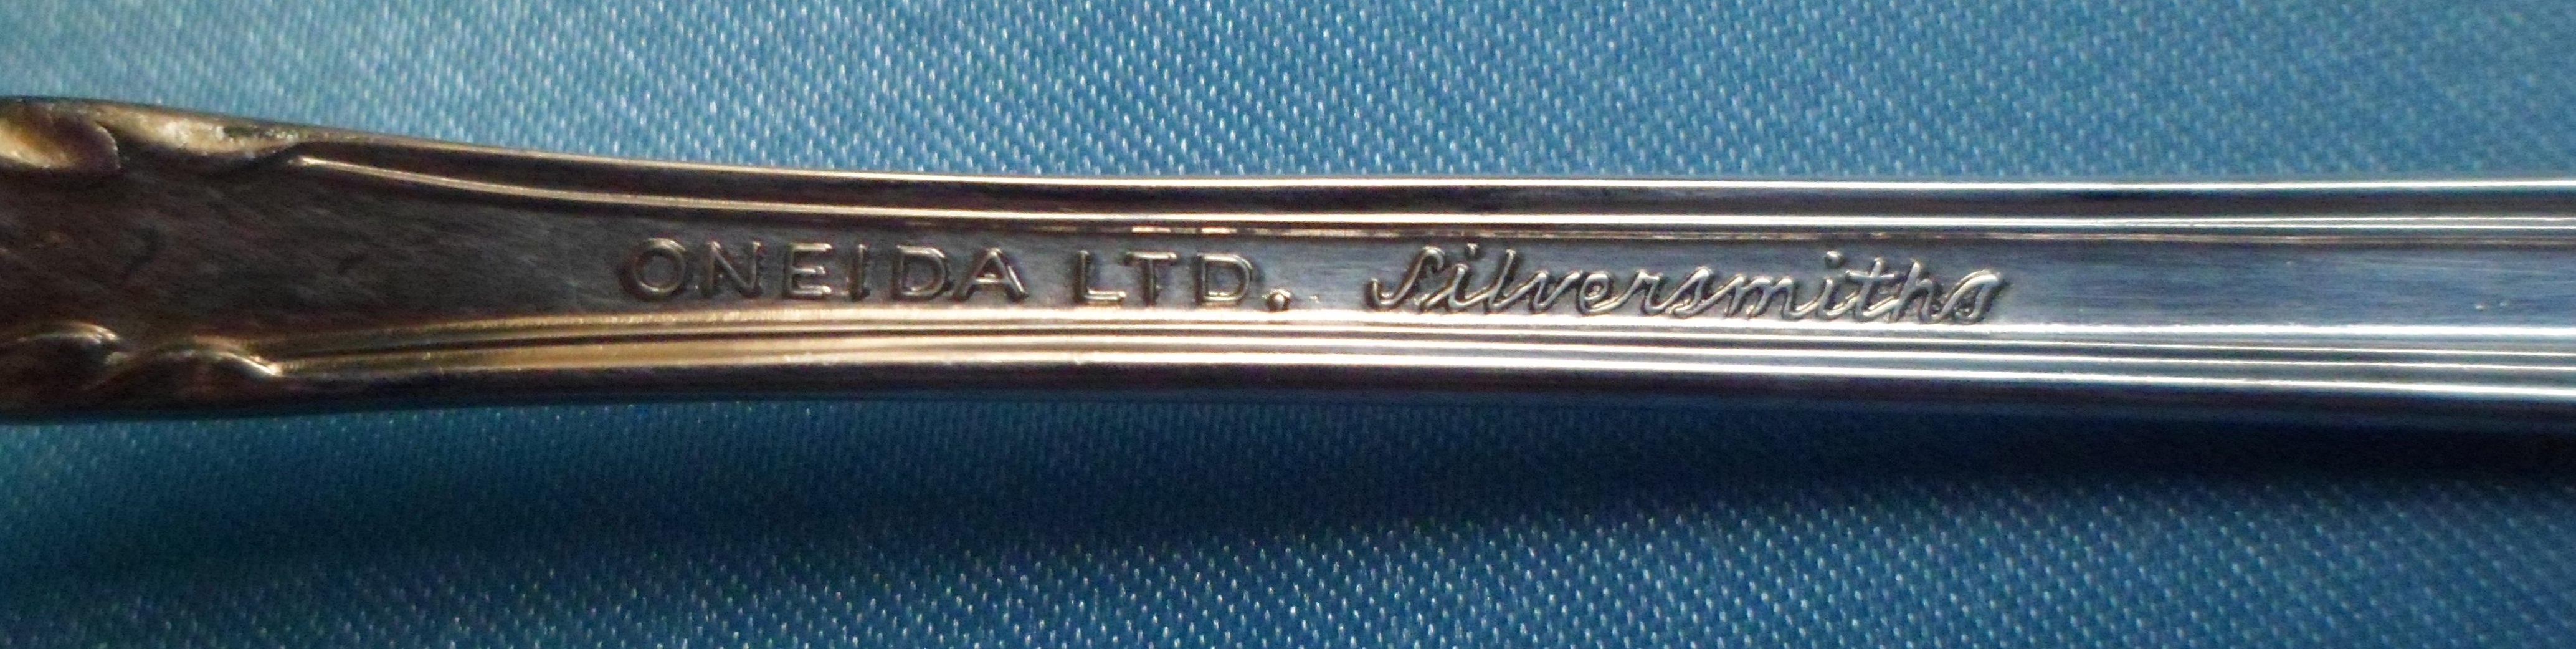 ONEIDA LTD. Silversmiths